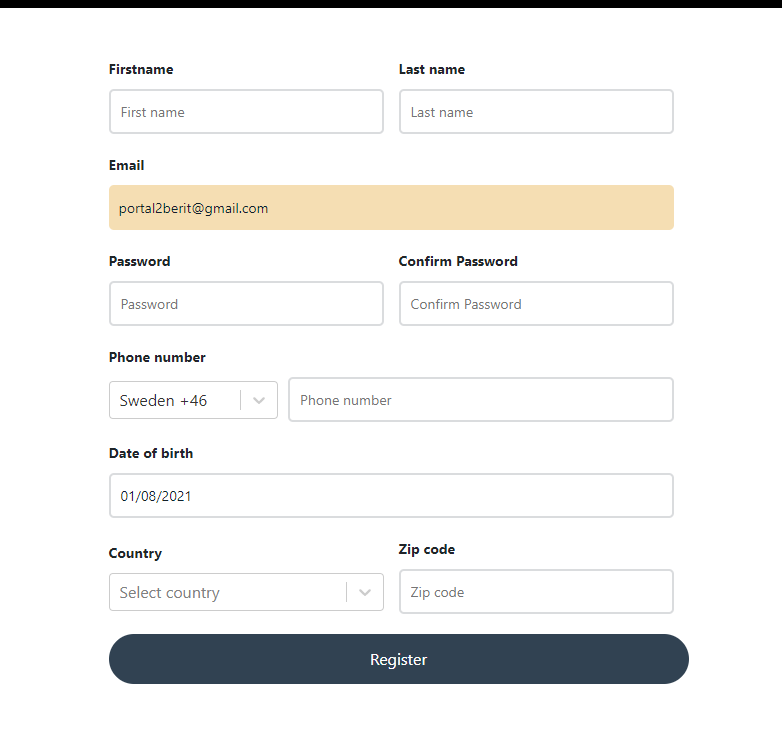 Firstname Last name
First name Last name
Email
portal2berit@gmail.com
Password Confirm Password
Password Confirm Password
Phone number
Sweden +46 Phone number
Date of birth
01/08/2021
Country Zip code
Select country Zip code
Register